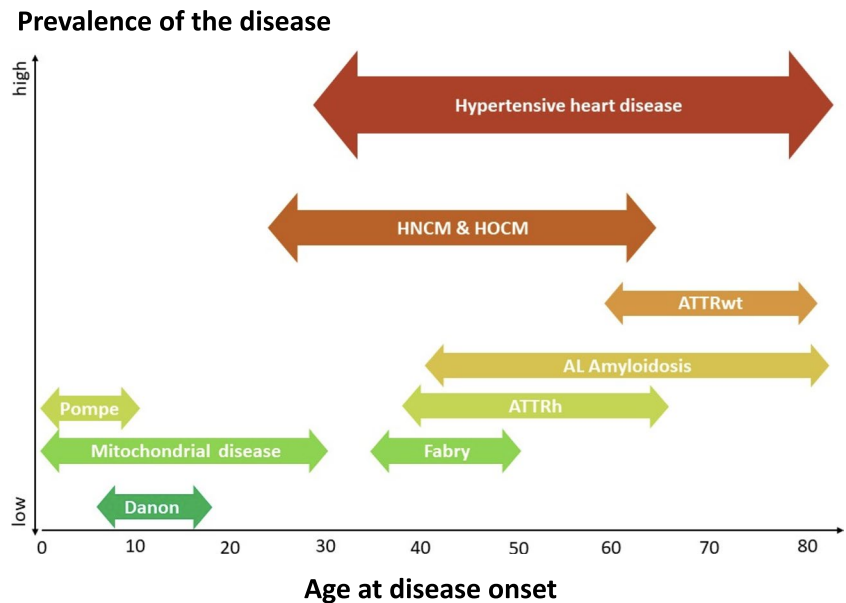 Prevalence of the disease
high
Hypertensive heart disease
HNCM & HOCM
ATTRwt
AL Amyloidosis
Pompe
ATTRh
Mitochondrial disease
Fabry
Danon
low
0 10 20 30 40 50 60 70 80
Age at disease onset